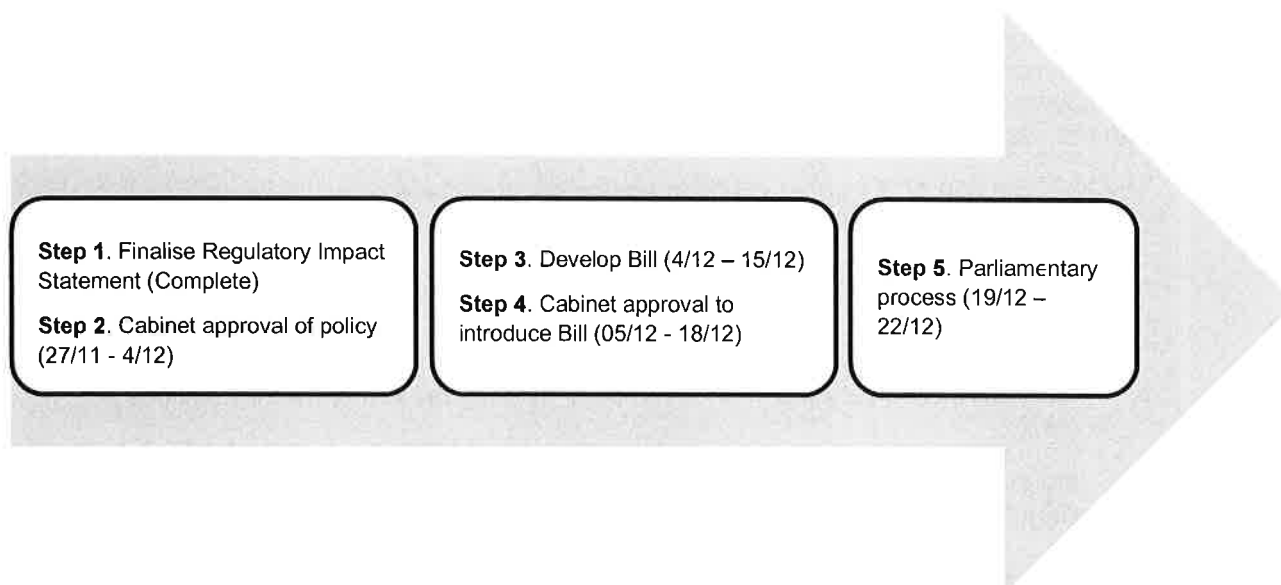 Step 1. Finalise Regulatory Impact
Statement (Complete)
Step 2. Cabinet approval of policy
(27/11 - 4/12)
Step 3. Develop Bill (4/12 – 15/12)
Step 4. Cabinet approval to
introduce Bill (05/12 - 18/12)
Step 5. Parliamentary
process (19/12 –
22/12)